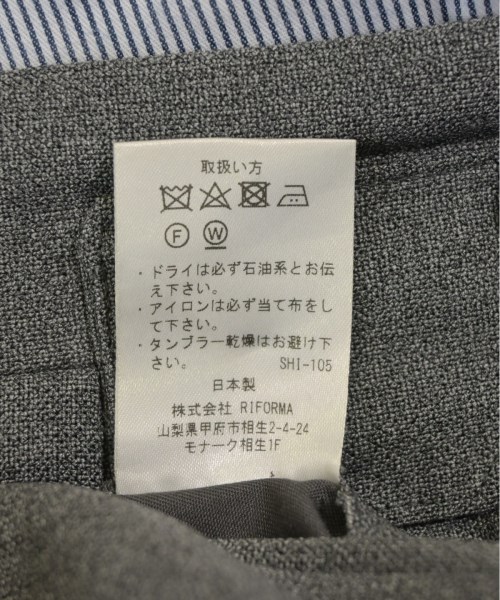 取扱い方
F W
・ドライは必ず石油系とお伝
え下さい。
・アイロンは必ず当て布をし
て下さい。
・タンブラー乾燥はお避け下
さい。 SHI-105
日本製
株式会社 RIFORMA
山梨県甲府市相生2-4-24
モナーク相生1F